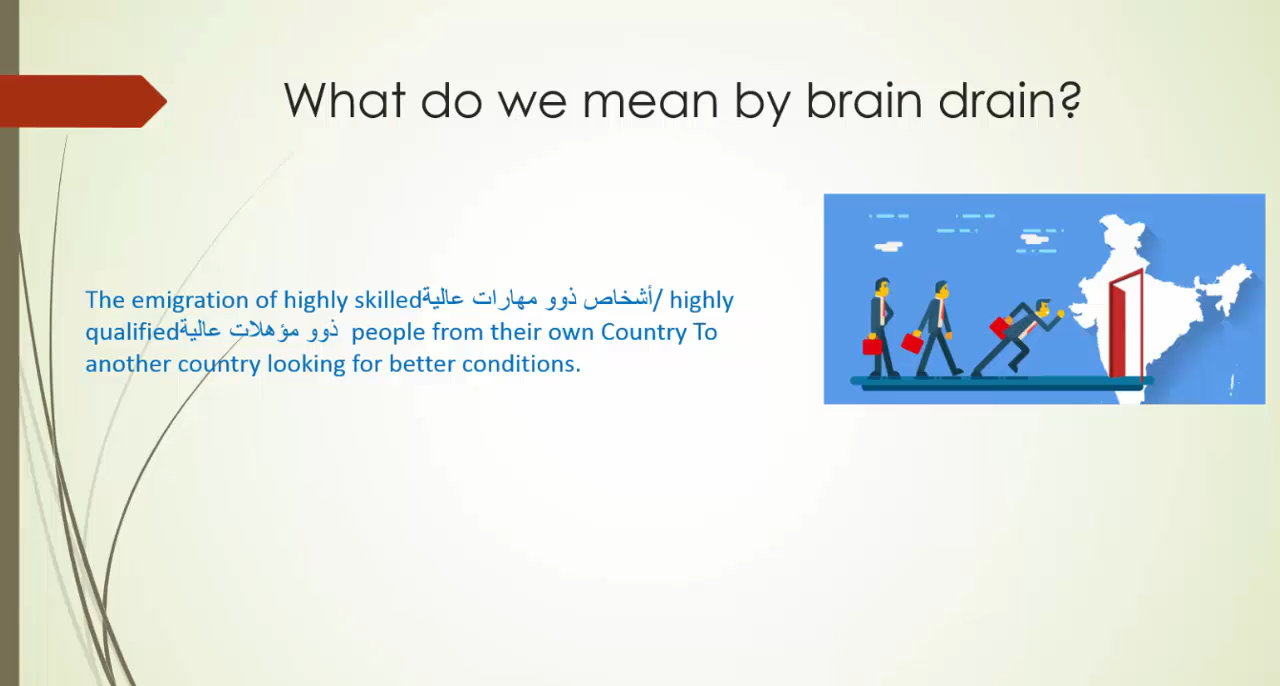 What do we mean by brain drain?
The emigration of highly skilledأشخاص ذوو مهارات عالية/ highly
qualifiedذوو مؤهلات عالية people from their own Country To
another country looking for better conditions.